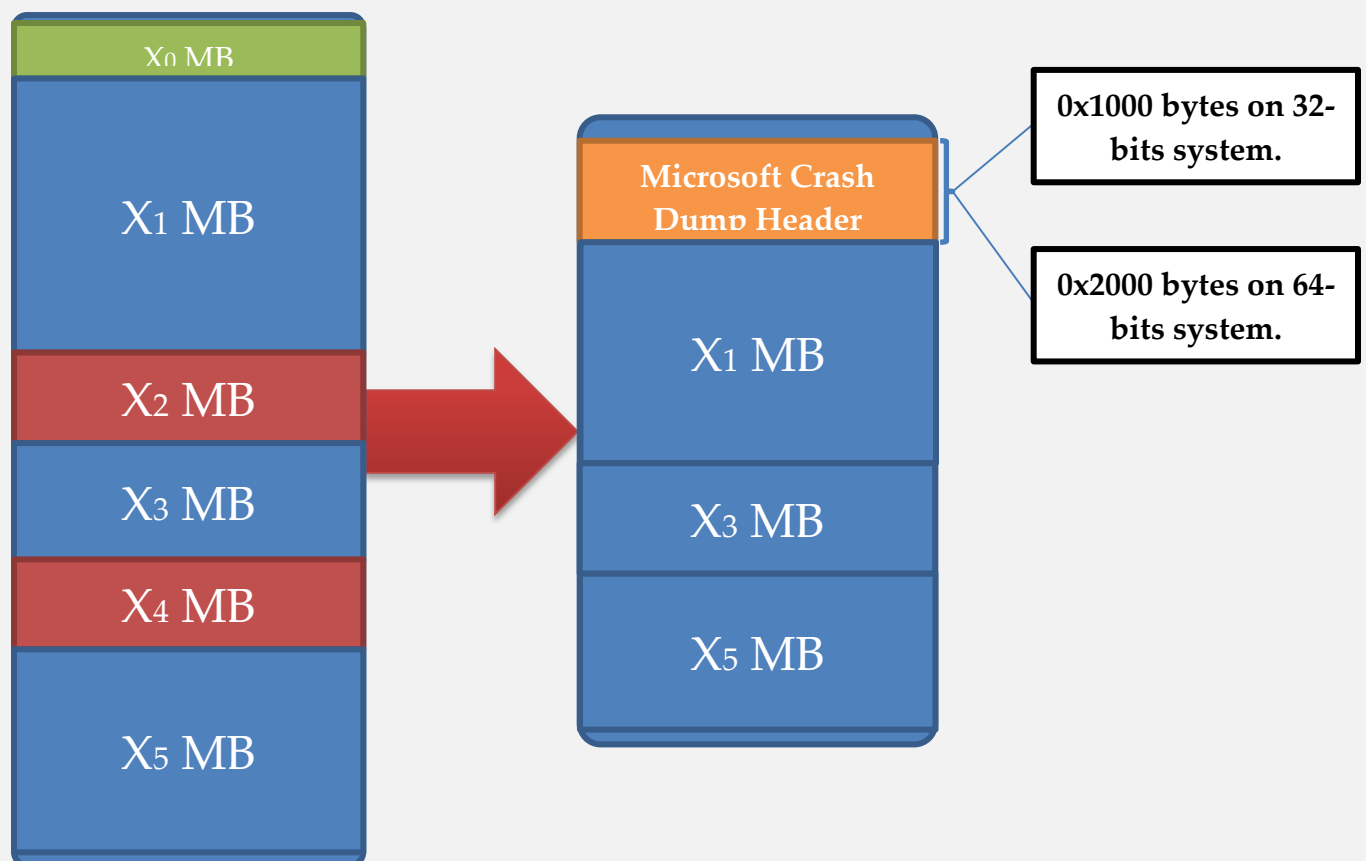 X0 MB
X1 MB
X2 MB
X3 MB
X4 MB
X5 MB
Microsoft Crash
Dump Header
X1 MB
X3 MB
X5 MB
0x1000 bytes on 32-
bits system.
0x2000 bytes on 64-
bits system.